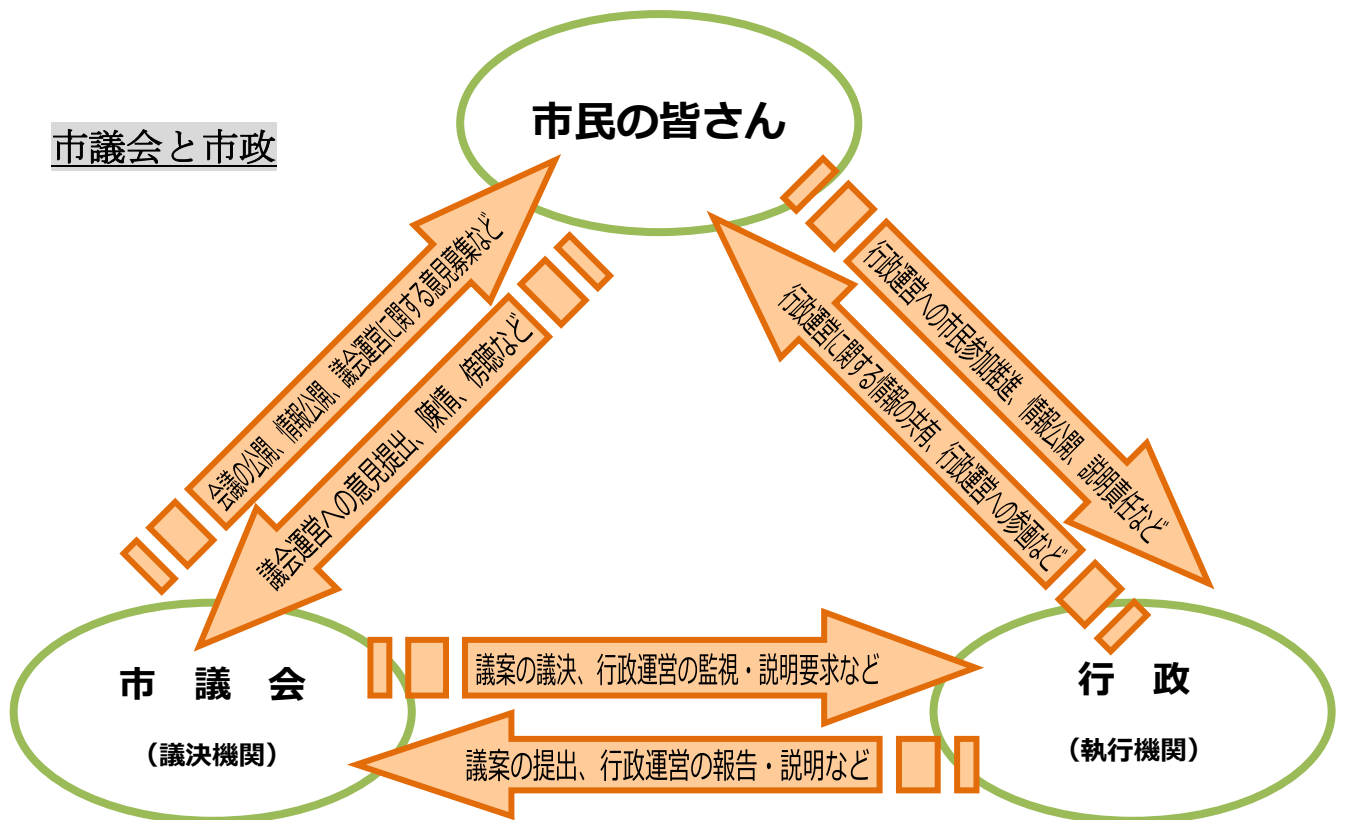 市民の皆さん
市議会と市政
会議の公開、情報公開、議会運営に関する意見募集など
議会運営への意見提出、陳情、傍聴など
行政運営への市民参加推進、情報公開、説明責任など
行政運営に関する情報の共有、行政運営への参画など
市　議　会
（議決機関）
議案の議決、行政運営の監視・説明要求など
議案の提出、行政運営の報告・説明など
行　政
（執行機関）